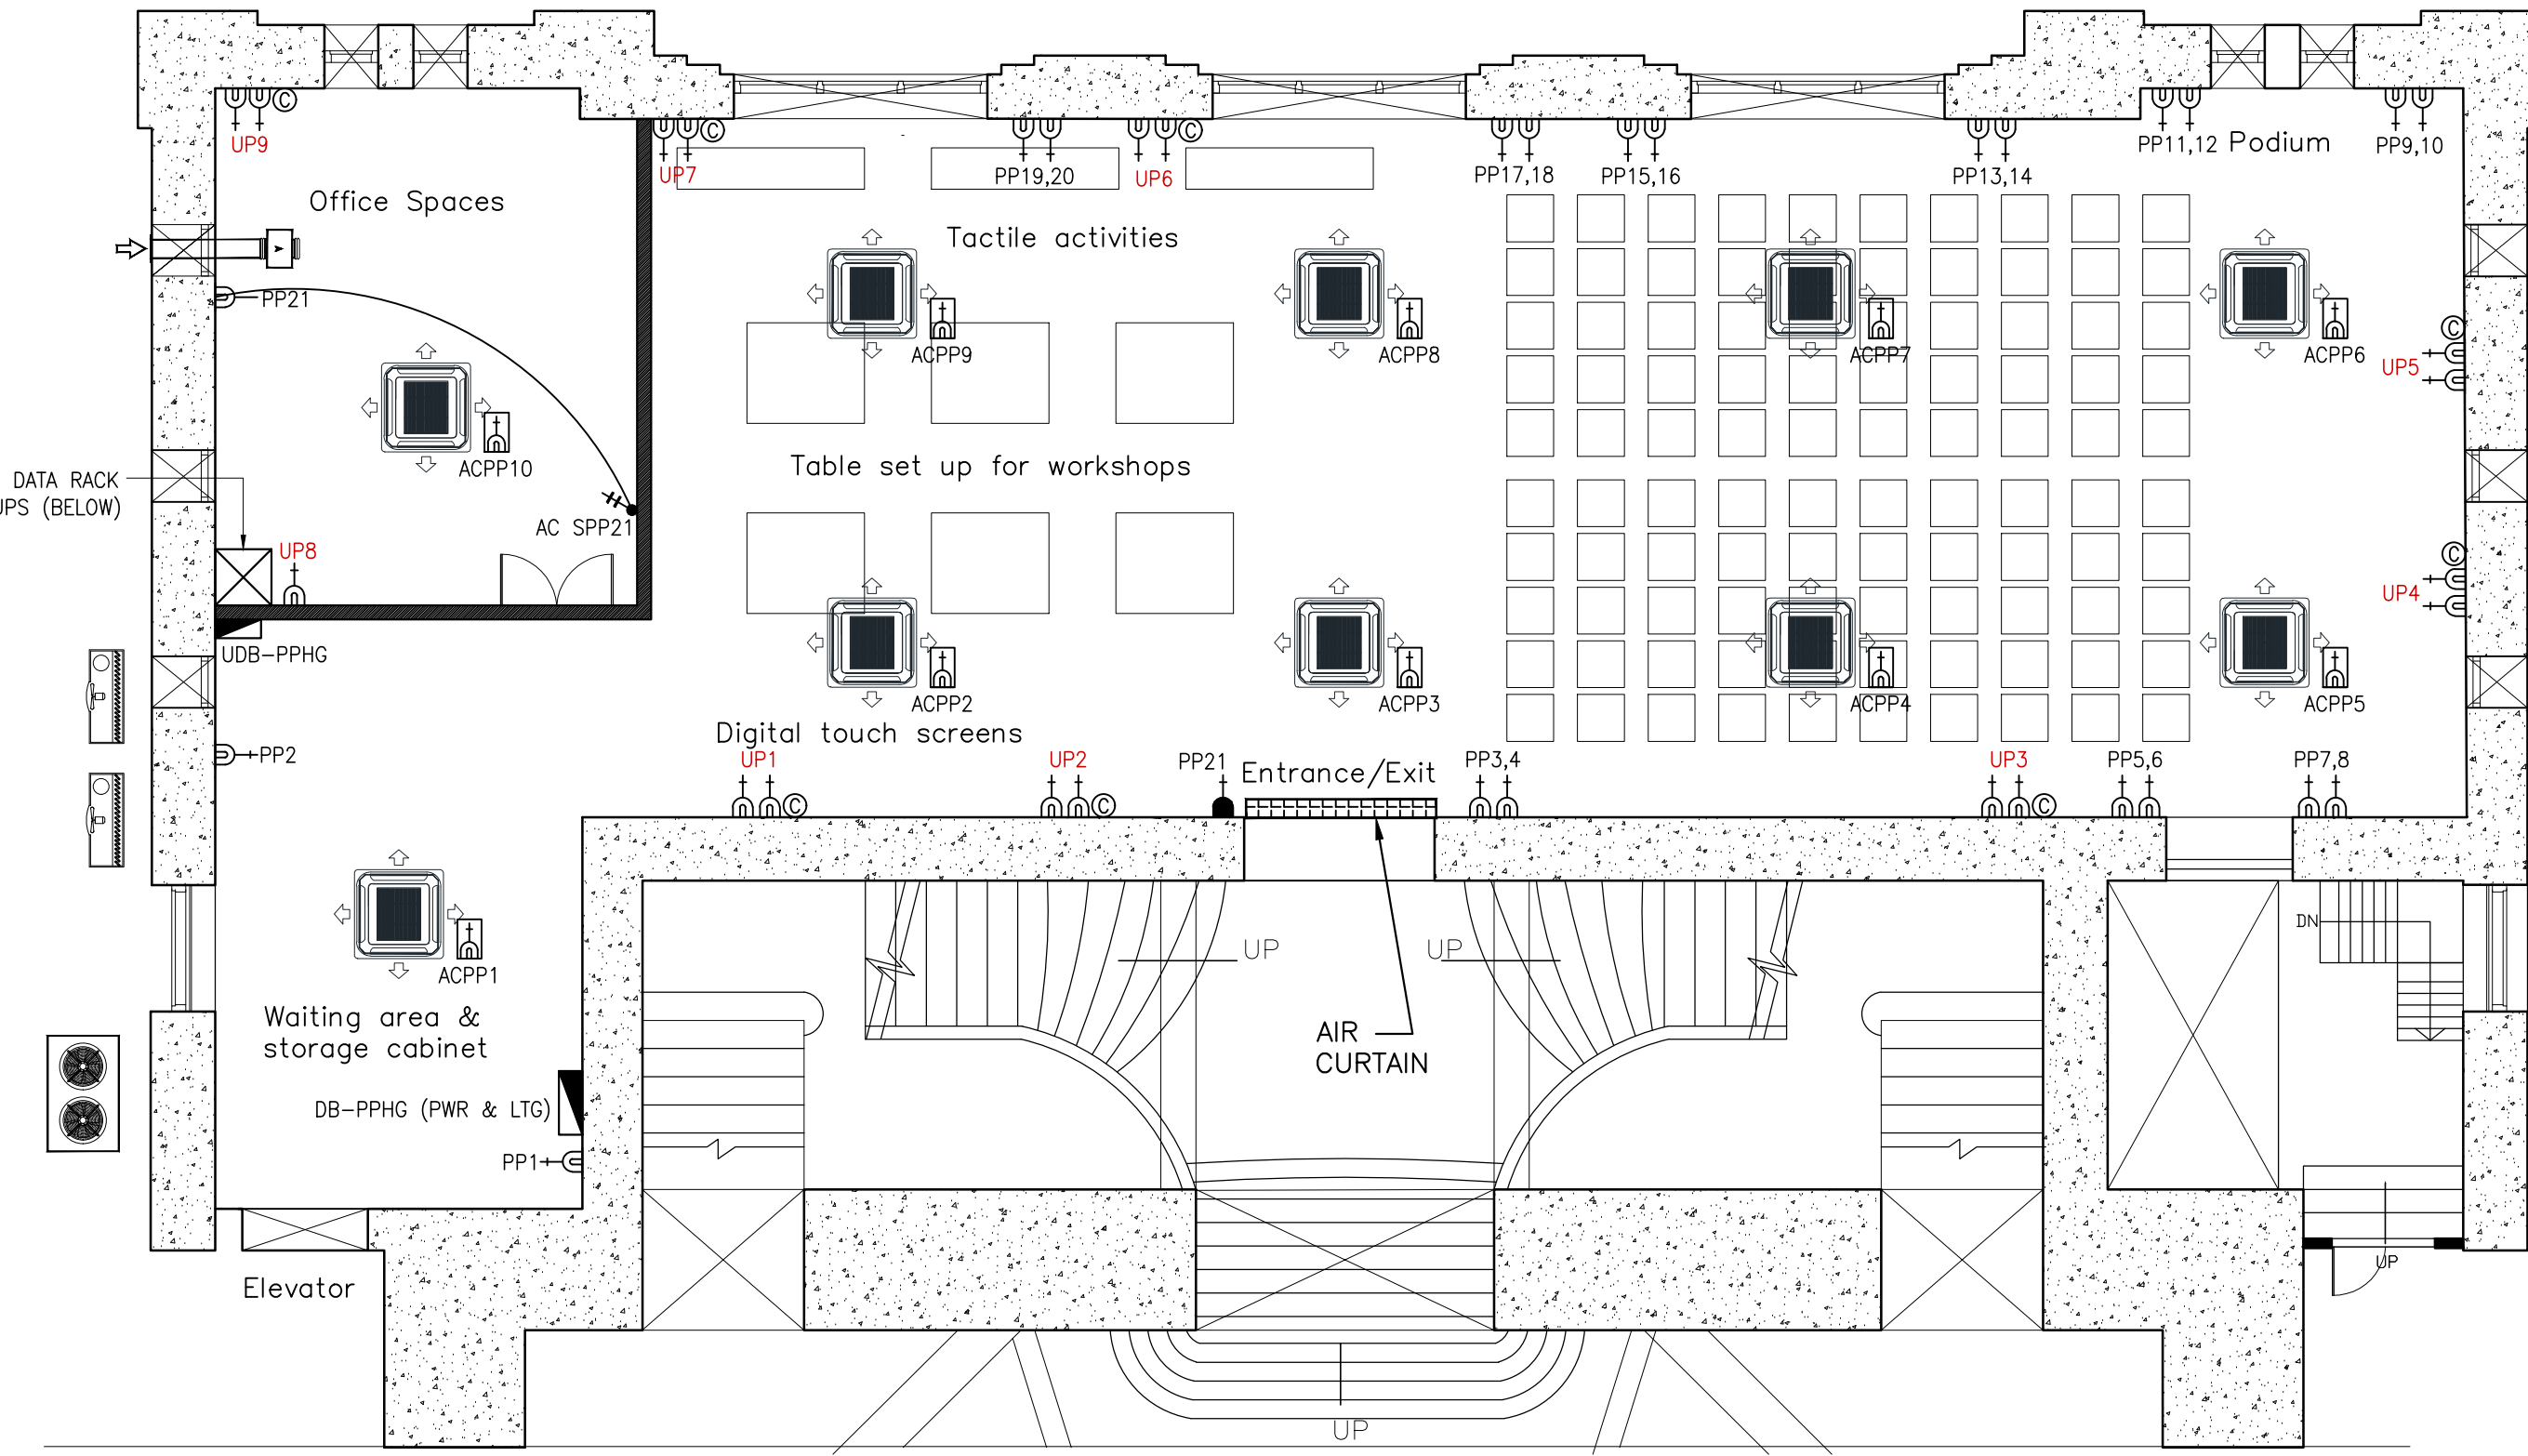 UP9
UP7
PP19,20
UP6
PP17,18
PP15,16
PP13,14
PP11,12
Podium
PP9,10
Office Spaces
Tactile activities
PP21
ACPP9
ACPP8
ACPP7
ACPP6
UP5
ACPP10
Table set up for workshops
DATA RACK
UPS (BELOW)
AC SPP21
UP8
UP4
UDB-PPHG
ACPP2
ACPP3
ACPP4
ACPP5
Digital touch screens
PP2
UP1
UP2
PP21
Entrance/Exit
PP3,4
UP3
PP5,6
PP7,8
C
C
C
C
C
C
C
C
DN
UP
UP
ACPP1
Waiting area &
storage cabinet
AIR
CURTAIN
DB-PPHG (PWR & LTG)
PP1
Elevator
UP
UP